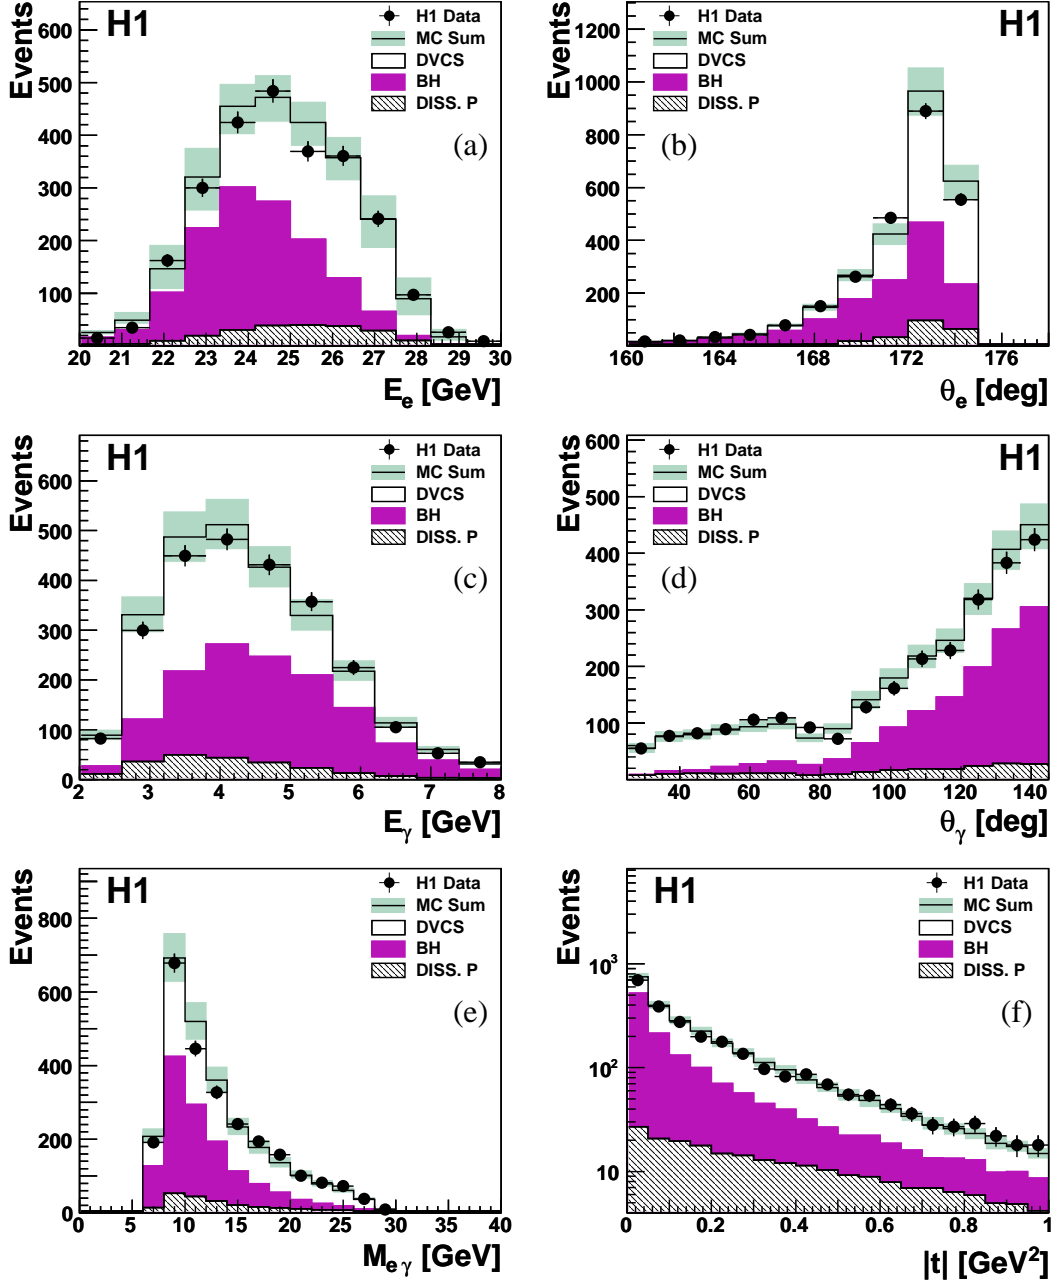 H1
H1 Data
MC Sum
DVCS
BH
DISS. P
(a)
Events
600
500
400
300
200
100
20 21 22 23 24 25 26 27 28 29 30
E_e [GeV]
H1
H1 Data
MC Sum
DVCS
BH
DISS. P
(b)
Events
1200
1000
800
600
400
200
160 164 168 172 176
θ_e [deg]
H1
H1 Data
MC Sum
DVCS
BH
DISS. P
(c)
Events
600
500
400
300
200
100
0
2 3 4 5 6 7 8
E_γ [GeV]
H1
H1 Data
MC Sum
DVCS
BH
DISS. P
(d)
Events
600
500
400
300
200
100
40 60 80 100 120 140
θ_γ [deg]
H1
H1 Data
MC Sum
DVCS
BH
DISS. P
(e)
Events
800
600
400
200
0
0 5 10 15 20 25 30 35 40
M_eγ [GeV]
H1
H1 Data
MC Sum
DVCS
BH
DISS. P
(f)
Events
10³
10²
10
0 0.2 0.4 0.6 0.8 1
|t| [GeV²]